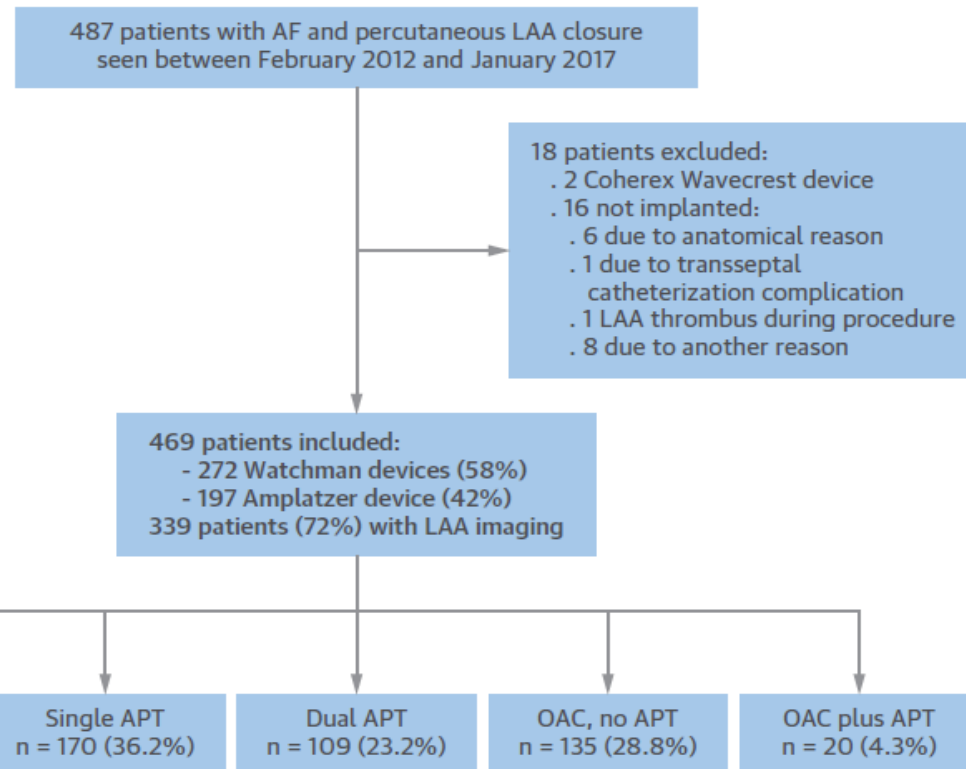 487 patients with AF and percutaneous LAA closure
seen between February 2012 and January 2017
18 patients excluded:
. 2 Coherex Wavecrest device
. 16 not implanted:
. 6 due to anatomical reason
. 1 due to transseptal
catheterization complication
. 1 LAA thrombus during procedure
. 8 due to another reason
469 patients included:
- 272 Watchman devices (58%)
- 197 Amplatzer device (42%)
339 patients (72%) with LAA imaging
Single APT
n = 170 (36.2%)
Dual APT
n = 109 (23.2%)
OAC, no APT
n = 135 (28.8%)
OAC plus APT
n = 20 (4.3%)